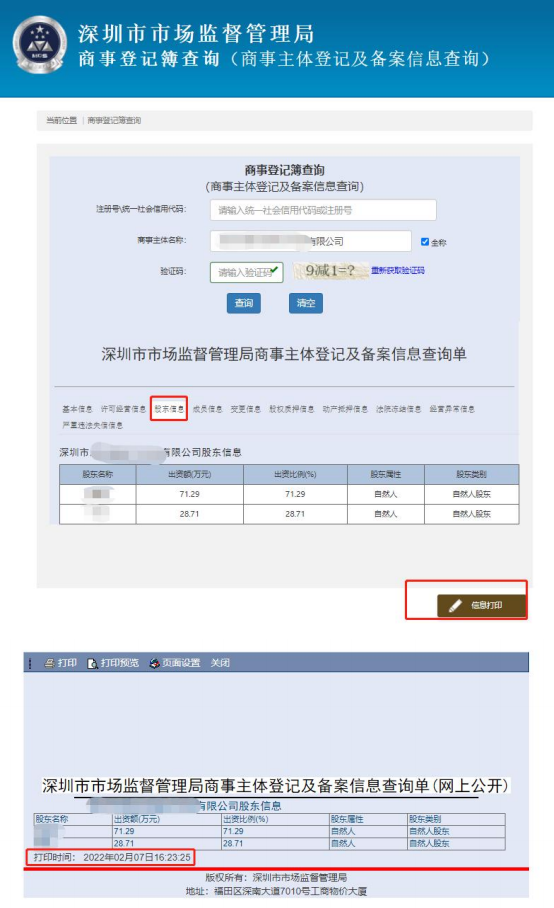 深圳市市场监督管理局
商事登记簿查询（商事主体登记及备案信息查询）
当前位置 | 商事登记簿查询
商事登记簿查询
(商事主体登记及备案信息查询)
注册号\统一社会信用代码: 请输入统一社会信用代码或注册号
商事主体名称: 有限公司 全称
验证码: 请输入验证码 9减1=? 重新获取验证码
查询 清空
深圳市市场监督管理局商事主体登记及备案信息查询单
基本信息 许可经营信息 股东信息 成员信息 变更信息 股权质押信息 动产抵押信息 法院冻结信息 经营异常信息
严重违法失信信息
深圳市 有限公司股东信息
股东名称 出资额(万元) 出资比例(%) 股东属性 股东类别
71.29 71.29 自然人 自然人股东
28.71 28.71 自然人 自然人股东
信息打印
打印 打印预览 页面设置 关闭
深圳市市场监督管理局商事主体登记及备案信息查询单(网上公开)
有限公司股东信息
股东名称 出资额(万元) 出资比例(%) 股东属性 股东类别
71.29 71.29 自然人 自然人股东
28.71 28.71 自然人 自然人股东
打印时间： 2022年02月07日16:23:25
版权所有：深圳市市场监督管理局
地址：福田区深南大道7010号工商物价大厦